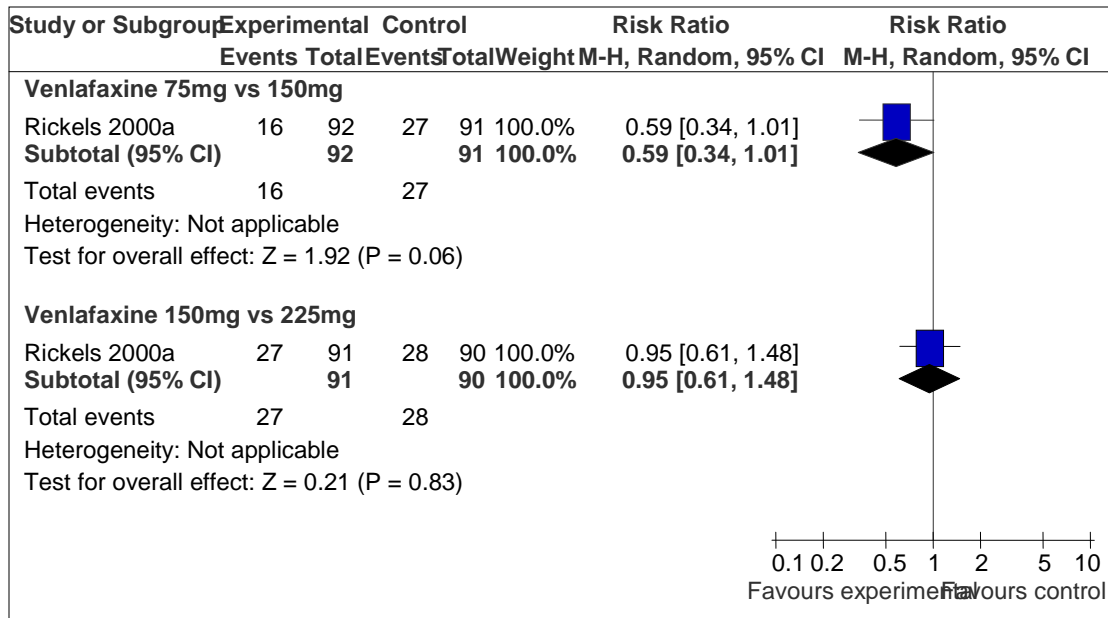 Study or Subgroup Experimental Control Risk Ratio Risk Ratio
Events Total Events Total Weight M-H, Random, 95% CI M-H, Random, 95% CI
Venlafaxine 75mg vs 150mg
Rickels 2000a 16 92 27 91 100.0% 0.59 [0.34, 1.01]
Subtotal (95% CI) 92 91 100.0% 0.59 [0.34, 1.01]
Total events 16 27
Heterogeneity: Not applicable
Test for overall effect: Z = 1.92 (P = 0.06)
Venlafaxine 150mg vs 225mg
Rickels 2000a 27 91 28 90 100.0% 0.95 [0.61, 1.48]
Subtotal (95% CI) 91 90 100.0% 0.95 [0.61, 1.48]
Total events 27 28
Heterogeneity: Not applicable
Test for overall effect: Z = 0.21 (P = 0.83)
0.1 0.2 0.5 1 2 5 10
Favours experimental Favours control